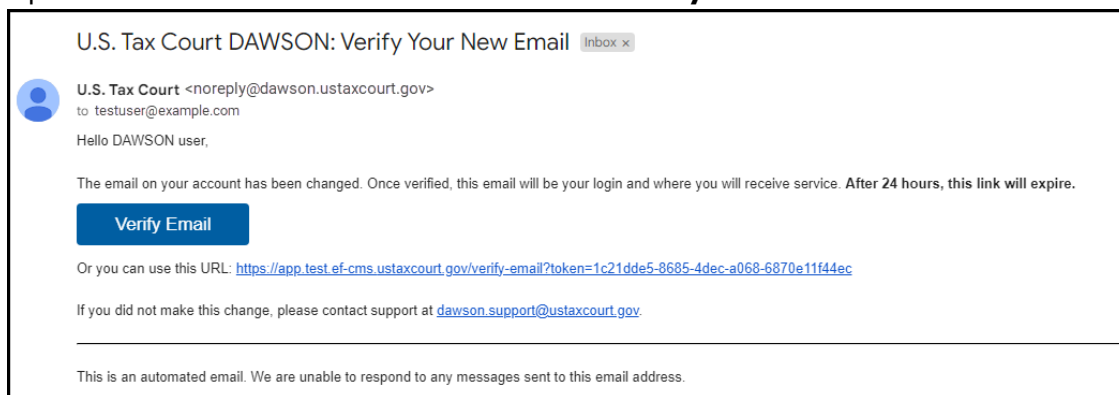 U.S. Tax Court DAWSON: Verify Your New Email Inbox x
U.S. Tax Court <noreply@dawson.ustaxcourt.gov>
to testuser@example.com
Hello DAWSON user,
The email on your account has been changed. Once verified, this email will be your login and where you will receive service. After 24 hours, this link will expire.
Verify Email
Or you can use this URL: https://app.test.ef-cms.ustaxcourt.gov/verify-email?token=1c21dde5-8685-4dec-a068-6870e11f44ec
If you did not make this change, please contact support at dawson.support@ustaxcourt.gov.
This is an automated email. We are unable to respond to any messages sent to this email address.